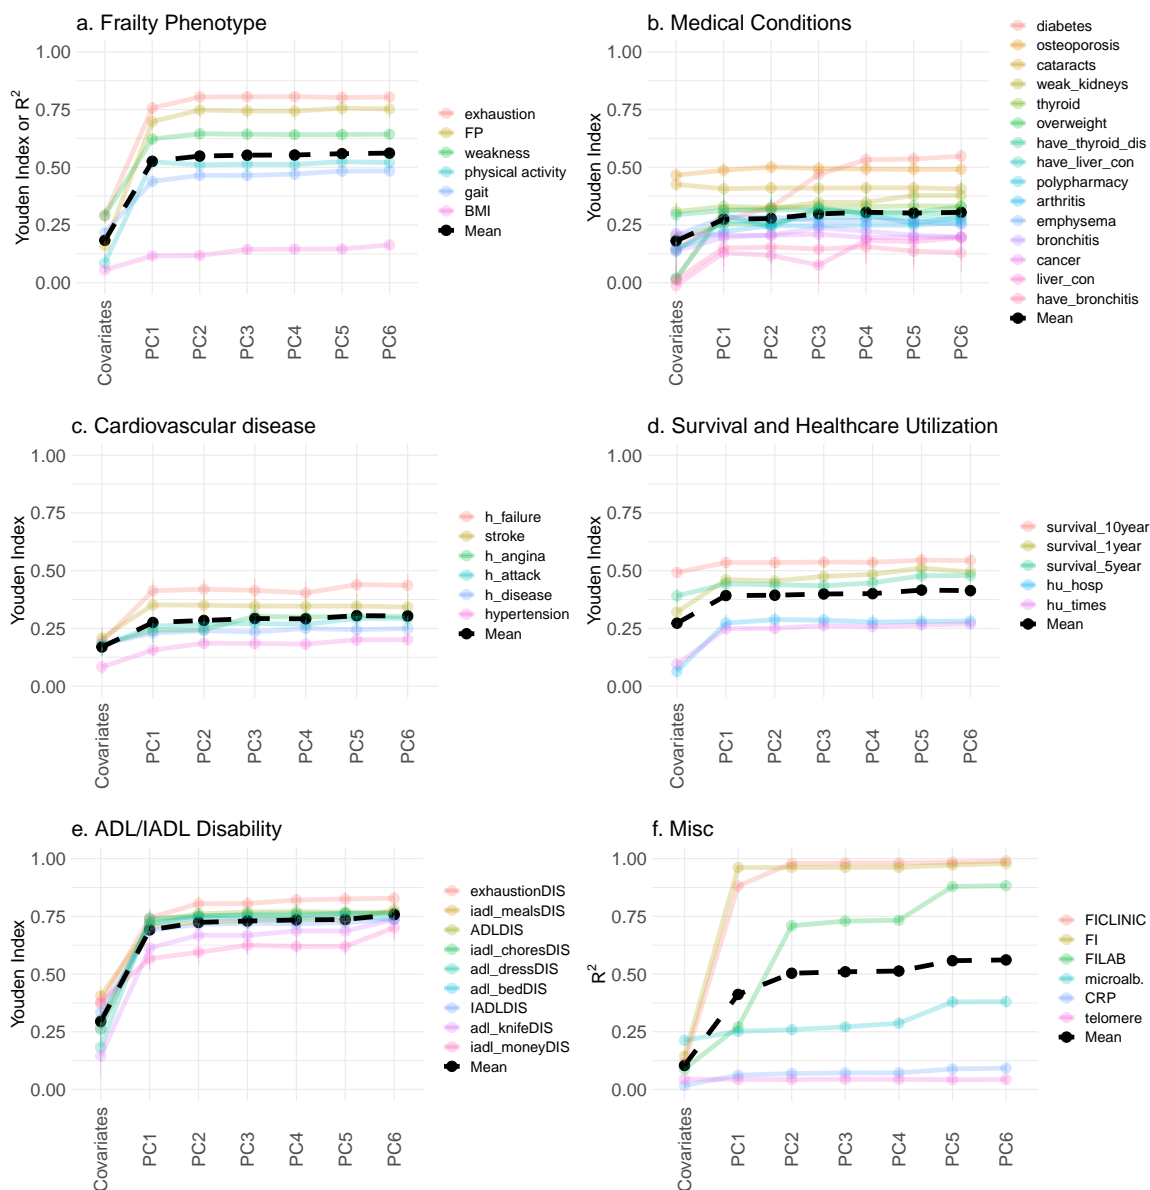 a. Frailty Phenotype
Youden Index or R2
1.00
0.75
0.50
0.25
0.00
Covariates
PC1
PC2
PC3
PC4
PC5
PC6
exhaustion
FP
weakness
physical activity
gait
BMI
Mean
b. Medical Conditions
Youden Index
1.00
0.75
0.50
0.25
0.00
Covariates
PC1
PC2
PC3
PC4
PC5
PC6
diabetes
osteoporosis
cataracts
weak_kidneys
thyroid
overweight
have_thyroid_dis
have_liver_con
polypharmacy
arthritis
emphysema
bronchitis
cancer
liver_con
have_bronchitis
Mean
c. Cardiovascular disease
Youden Index
1.00
0.75
0.50
0.25
0.00
Covariates
PC1
PC2
PC3
PC4
PC5
PC6
h_failure
stroke
h_angina
h_attack
h_disease
hypertension
Mean
d. Survival and Healthcare Utilization
Youden Index
1.00
0.75
0.50
0.25
0.00
Covariates
PC1
PC2
PC3
PC4
PC5
PC6
survival_10year
survival_1year
survival_5year
hu_hosp
hu_times
Mean
e. ADL/IADL Disability
Youden Index
1.00
0.75
0.50
0.25
0.00
Covariates
PC1
PC2
PC3
PC4
PC5
PC6
exhaustionDIS
iadl_mealsDIS
ADLDIS
iadl_choresDIS
adl_dressDIS
adl_bedDIS
IADLDIS
adl_knifeDIS
iadl_moneyDIS
Mean
f. Misc
R2
1.00
0.75
0.50
0.25
0.00
Covariates
PC1
PC2
PC3
PC4
PC5
PC6
FICLINIC
FI
FILAB
microalb.
CRP
telomere
Mean